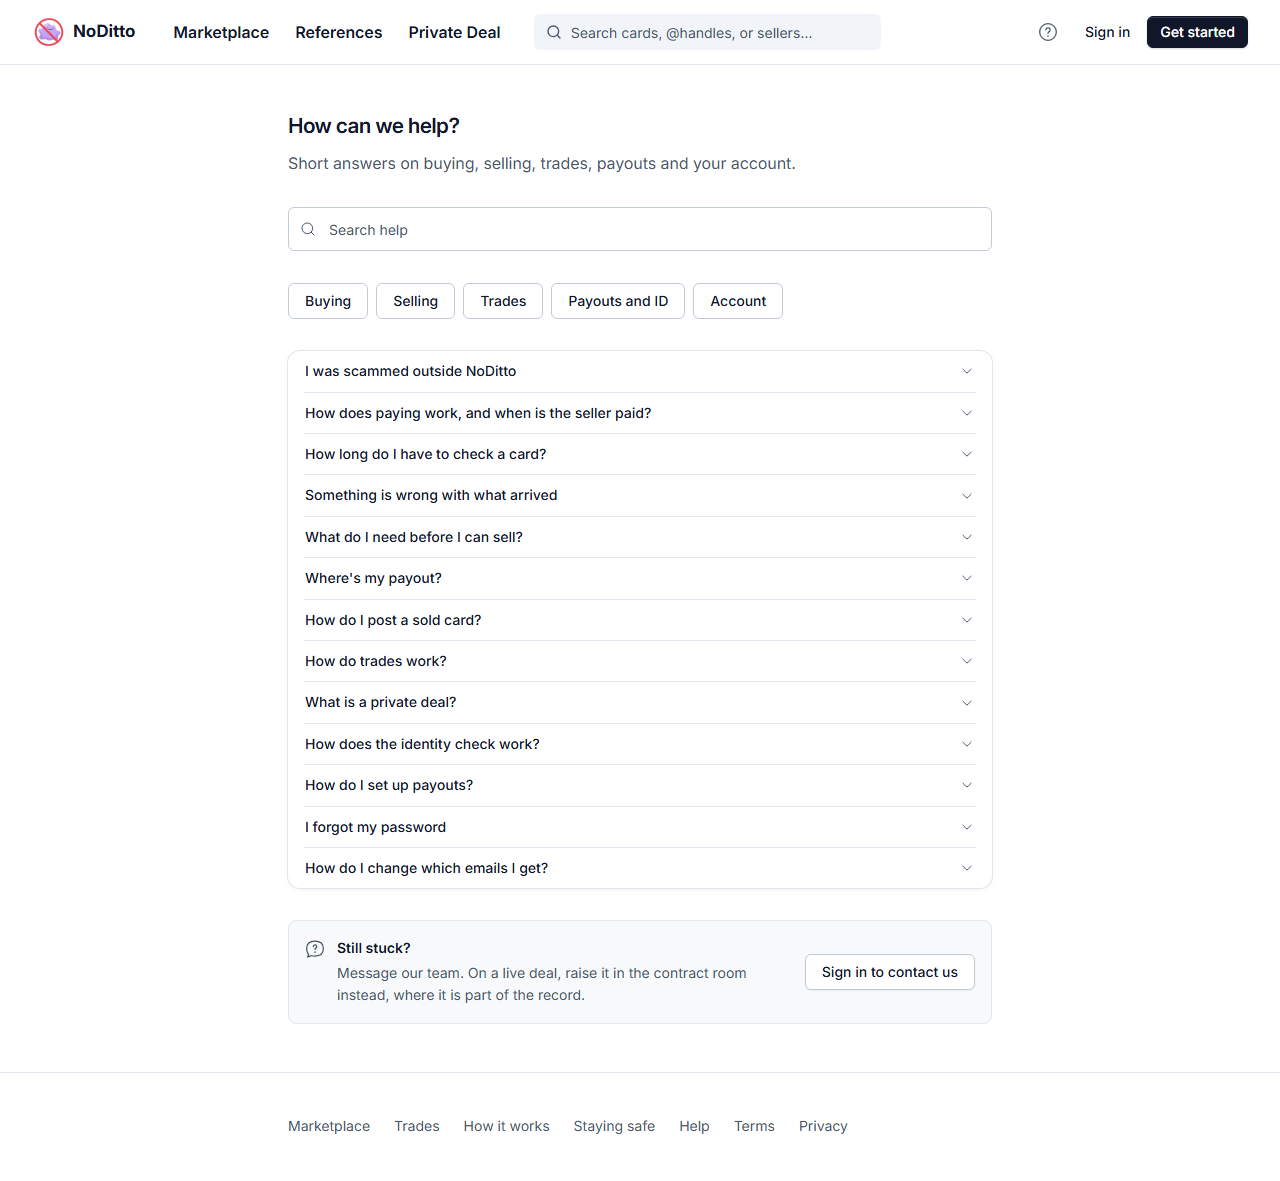 NoDitto
Marketplace
References
Private Deal
Search cards, @handles, or sellers...
Sign in
Get started
How can we help?
Short answers on buying, selling, trades, payouts and your account.
Search help
Buying
Selling
Trades
Payouts and ID
Account
I was scammed outside NoDitto
How does paying work, and when is the seller paid?
How long do I have to check a card?
Something is wrong with what arrived
What do I need before I can sell?
Where's my payout?
How do I post a sold card?
How do trades work?
What is a private deal?
How does the identity check work?
How do I set up payouts?
I forgot my password
How do I change which emails I get?
Still stuck?
Message our team. On a live deal, raise it in the contract room
instead, where it is part of the record.
Sign in to contact us
Marketplace
Trades
How it works
Staying safe
Help
Terms
Privacy